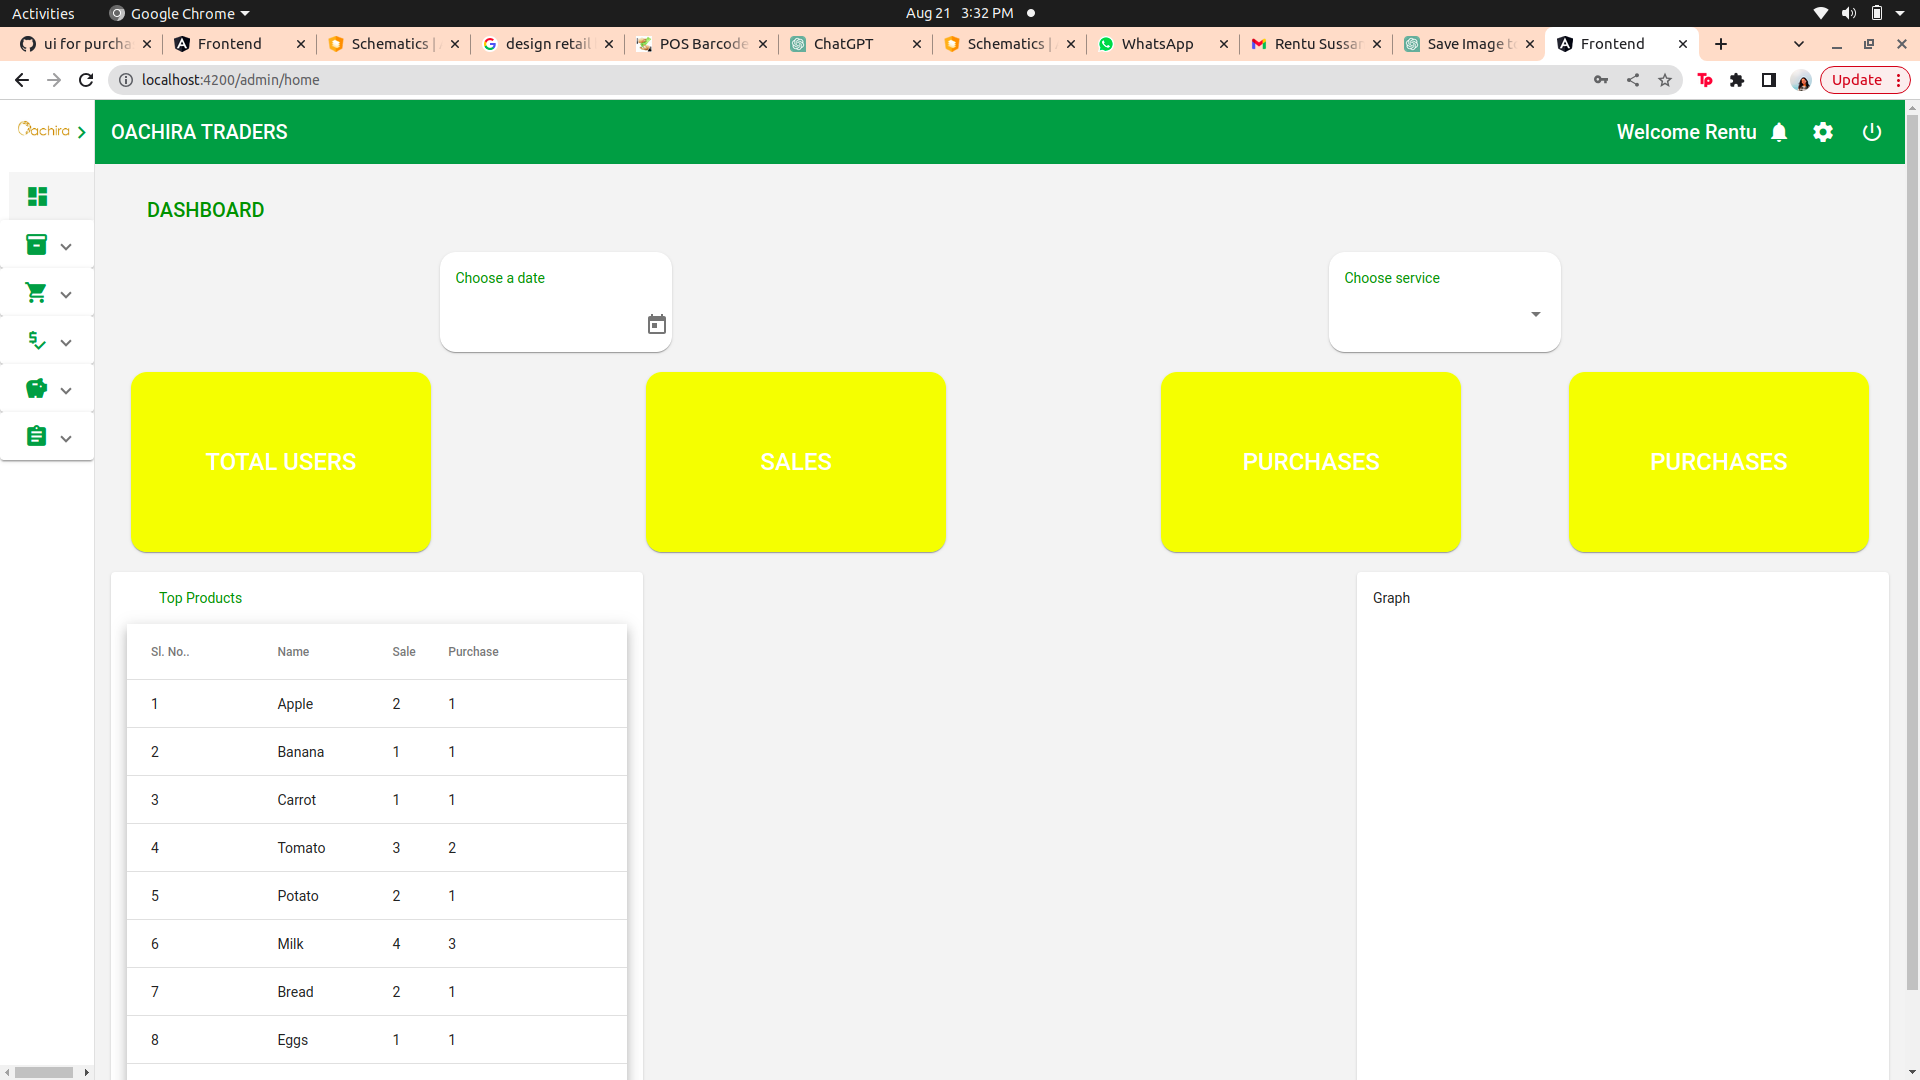 Activities Google Chrome Aug 21 3:32 PM
ui for purcha Frontend Schematics | design retail POS Barcode ChatGPT Schematics | WhatsApp Rentu Sussan Save Image to Frontend
localhost:4200/admin/home Tp Update
Oachira OACHIRA TRADERS Welcome Rentu
DASHBOARD
Choose a date Choose service
TOTAL USERS SALES PURCHASES PURCHASES
Top Products Graph
Sl. No.. Name Sale Purchase
1 Apple 2 1
2 Banana 1 1
3 Carrot 1 1
4 Tomato 3 2
5 Potato 2 1
6 Milk 4 3
7 Bread 2 1
8 Eggs 1 1